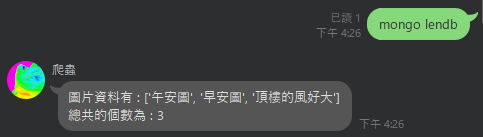 已讀 1
下午 4:26
mongo lendb
爬蟲
圖片資料有 : ['午安圖', '早安圖', '頂樓的風好大']
總共的個數為 : 3
下午 4:26